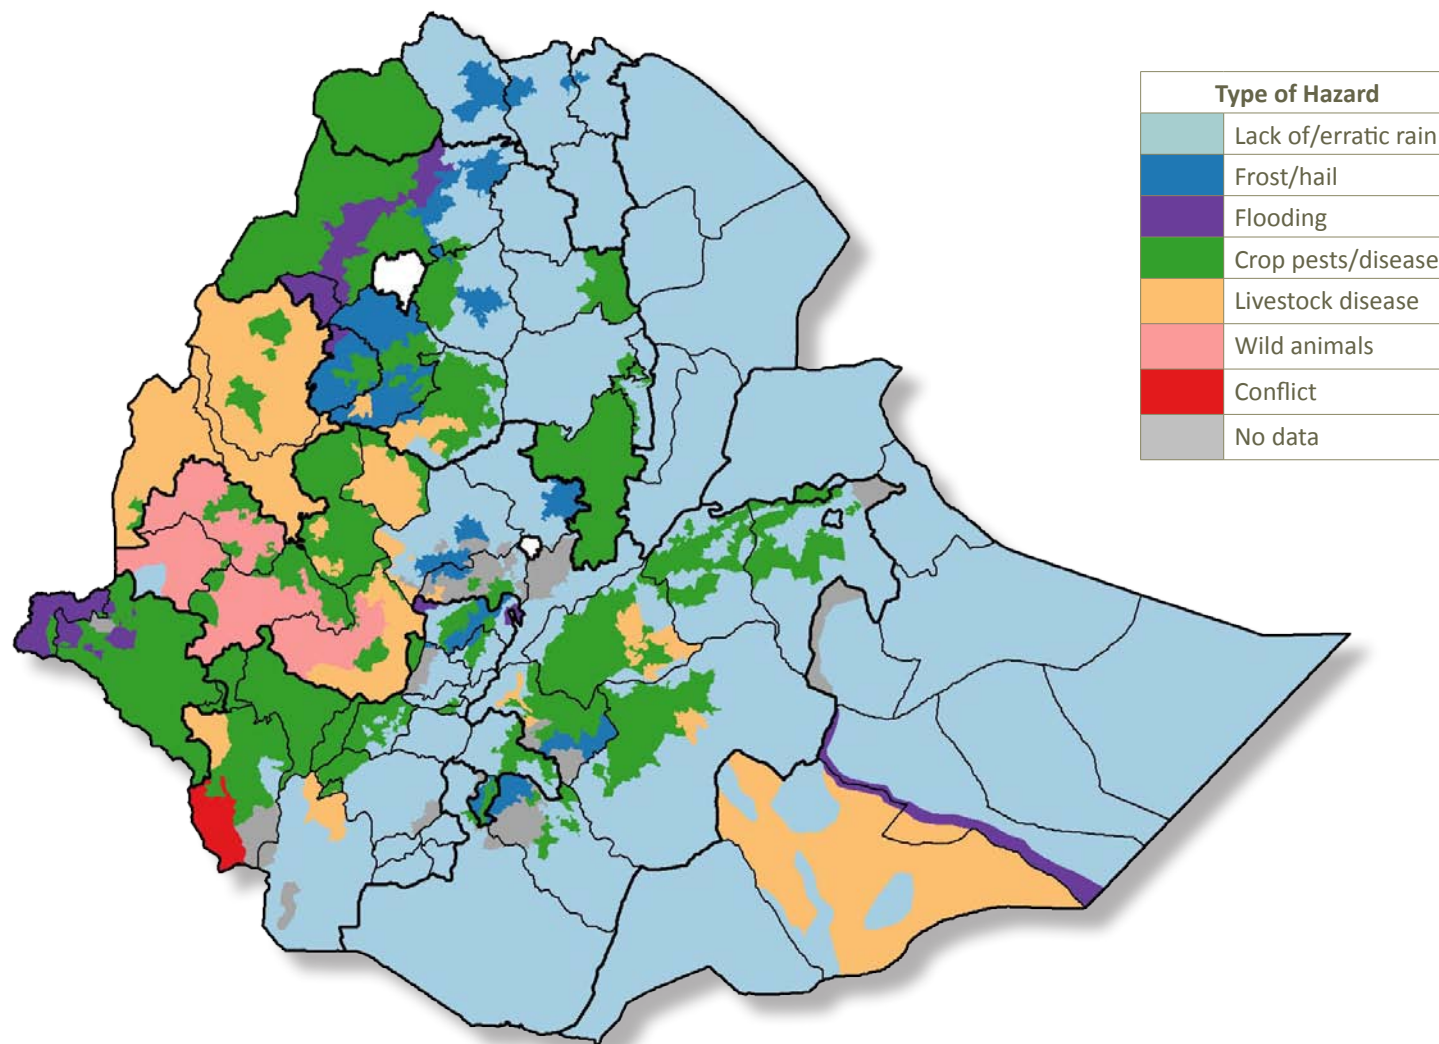 Type of Hazard
Lack of/erratic rain
Frost/hail
Flooding
Crop pests/disease
Livestock disease
Wild animals
Conflict
No data